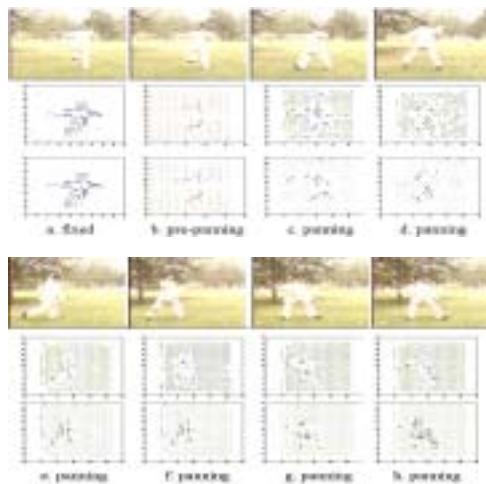 a. fixed
b. pre-panning
c. panning
d. panning
e. panning
f. panning
g. panning
h. panning